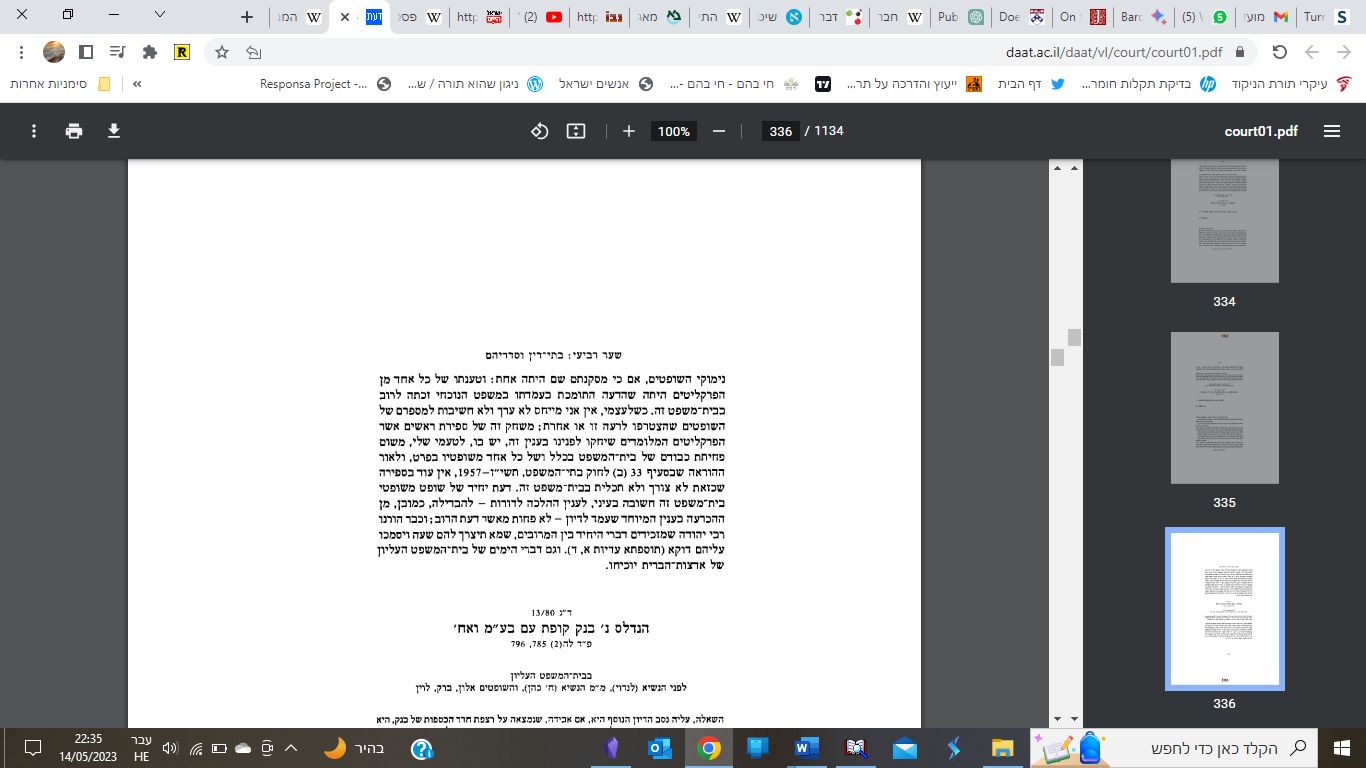 המנ
דעת
פסכ
http
(2)
http
מאג
התי
שיכ
דבר
חבר
Pub
Doe
On
Barc
(5)
מועז
Turr
daat.ac.il/daat/vl/court/court01.pdf
עיקרי תורת הניקוד
בדיקת תקלות חומר...
דף הבית
ייעוץ והדרכה על תר...
חי בהם - חי בהם -...
אנשים ישראל
ניגון שהוא תורה / ש...
Responsa Project -...
»
סימניות אחרות
court01.pdf
336 / 1134
100%
שער רביעי: בתי־דין וסדריהם
נימוקי השופטים, אם כי מסקנתם שם היתה אחת: וטענתו של כל אחד מן
הפרקליטים היתה שהדעה התומכת בעמדתו במשפט הנוכחי זכתה לרוב
בבית־משפט זה. כשלעצמי, אין אני מייחס לא ערך ולא חשיבות למספרם של
השופטים שהצטרפו לדעה זו או אחרת; משחק זה של ספירת ראשים אשר
הפרקליטים המלומדים שיחקו לפנינו בענין זה, יש בו, לטעמי שלי, משום
פחיתת כבודם של בית־המשפט בכלל ושל כל אחד משופטיו בפרט, ולאור
ההוראה שבסעיף 33 (ב) לחוק בתי־המשפט, תשי״ז–1957, אין עוד בספירה
שכזאת לא צורך ולא תכלית בבית־משפט זה. דעת יחיד של שופט משופטי
בית־משפט זה חשובה בעיני, לענין ההלכה לדורות – להבדילה, כמובן, מן
ההכרעה בענין המיוחד שעמד לדיון – לא פחות מאשר דעת הרוב; וכבר הורנו
רבי יהודה שמזכירים דברי היחיד בין המרובים, שמא תיצרך להם שעה ויסמכו
עליהם דוקא (תוספתא עדיות א, ד). וגם דברי הימים של בית־המשפט העליון
של ארצות־הברית יוכיחו.
ד״נ 13/80
הנדלס נ׳ בנק קופת עם בע״מ ואח׳
פ״ד לה(2) 785, 796
בבית־המשפט העליון
לפני הנשיא (לנדוי), מ״מ הנשיא (ח׳ כהן), והשופטים אלון, ברק, לוין
השאלה, עליה נסב הדיון הנוסף היא, אם אבידה, שנמצאה על רצפת חדר הכספות של בנק, היא
334
335
336
הקלד כאן כדי לחפש
בהיר
עבר
HE
22:35
14/05/2023